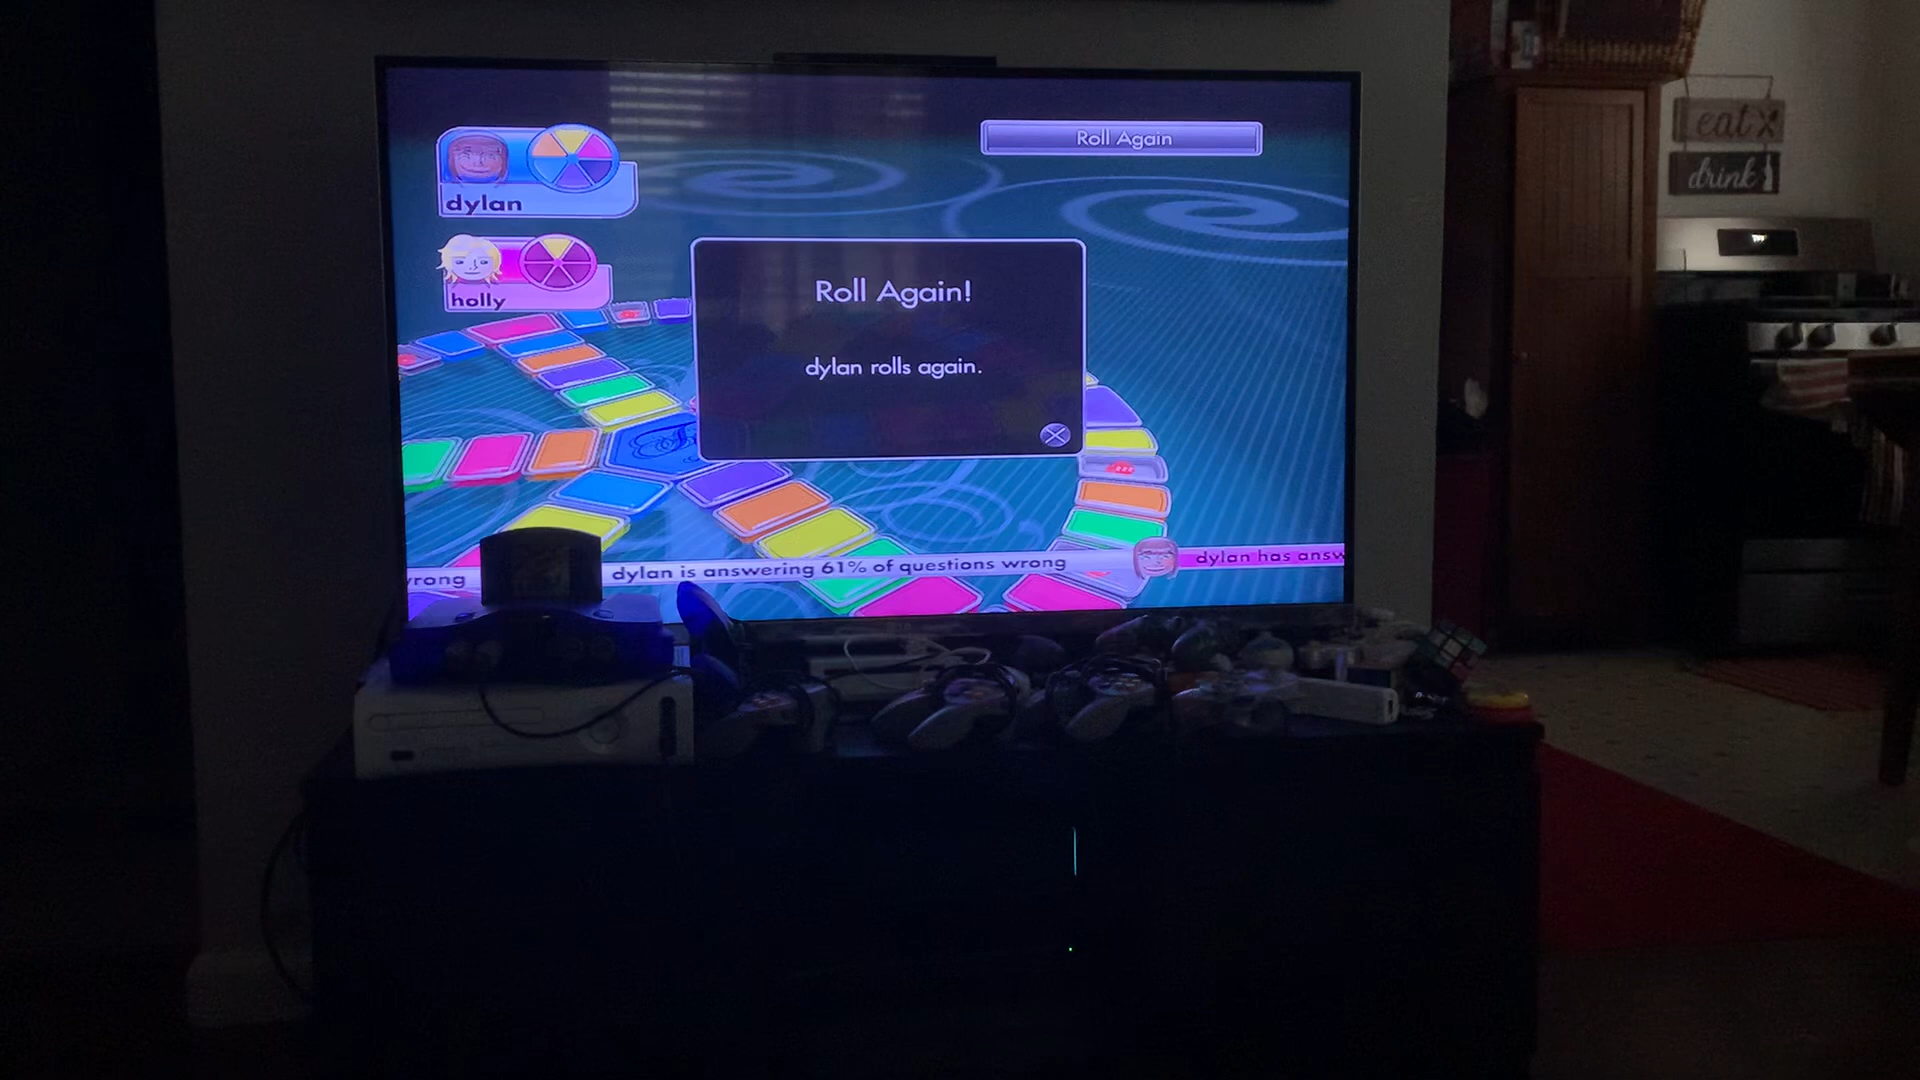 Roll Again
dylan
holly
Roll Again!
dylan rolls again.
wrong
dylan is answering 61% of questions wrong
dylan has answ
eat
drink